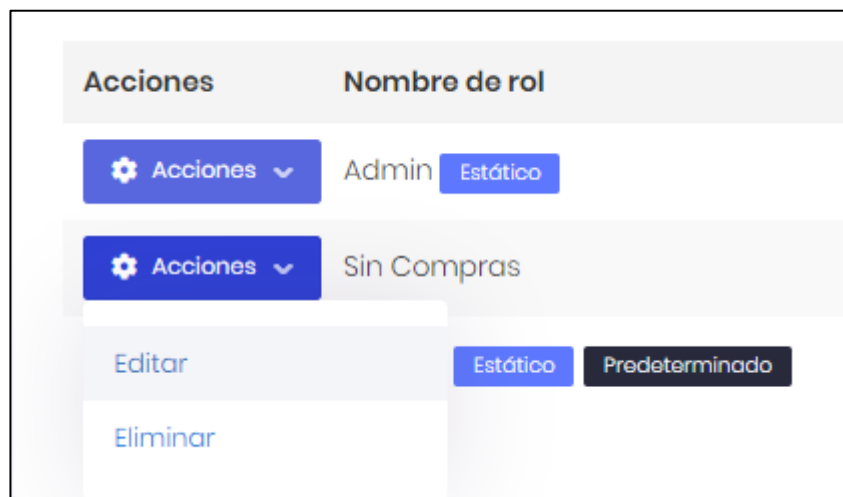 Acciones Nombre de rol
Acciones Admin Estático
Acciones Sin Compras
Editar Estático Predeterminado
Eliminar